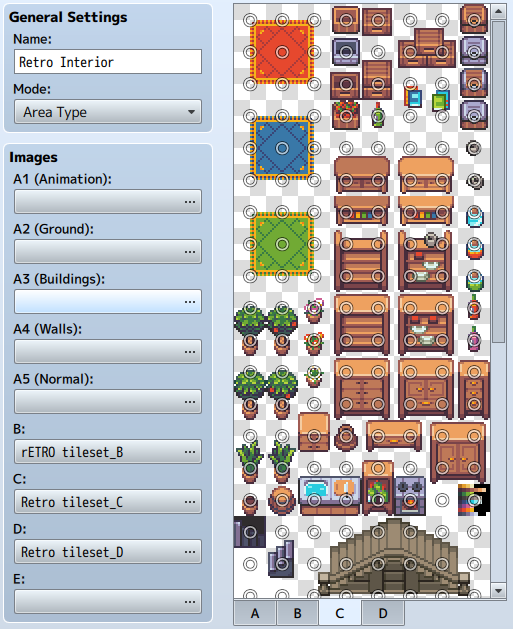 General Settings
Name:
Retro Interior
Mode:
Area Type
Images
A1 (Animation):
...
A2 (Ground):
...
A3 (Buildings):
...
A4 (Walls):
...
A5 (Normal):
...
B:
rETRO tileset_B ...
C:
Retro tileset_C ...
D:
Retro tileset_D ...
E:
...
A B C D